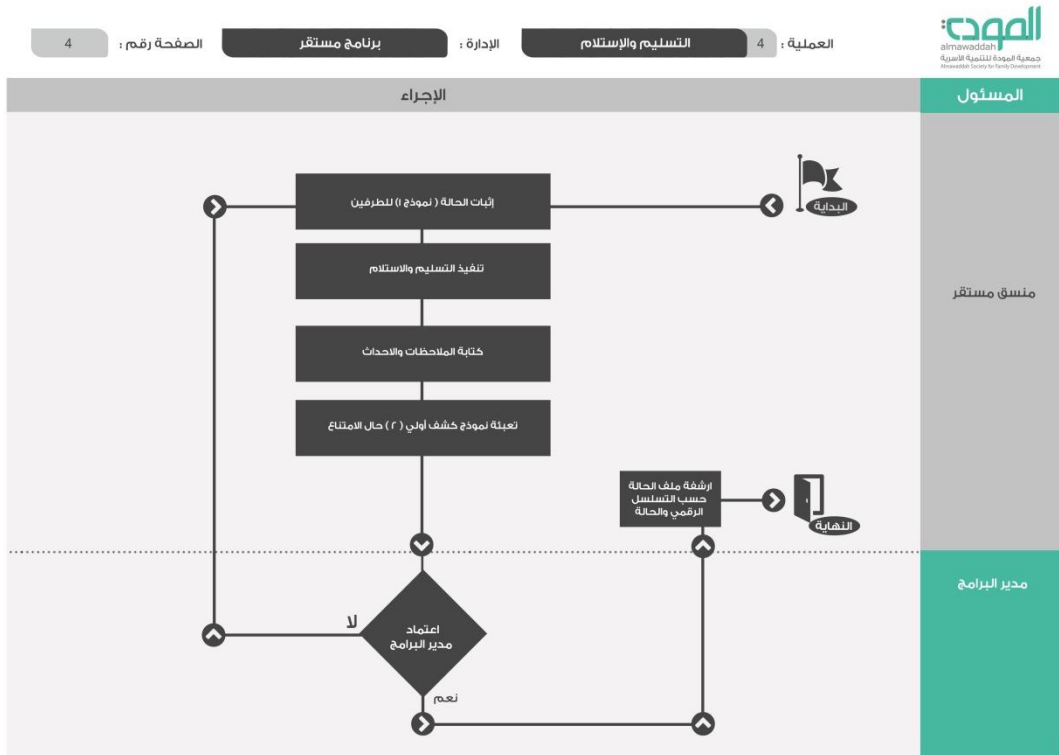 المودة
almawaddah
جمعية المودة للتنمية الأسرية
Almawaddah Society for Family Development
العملية : 4 التسليم والإستلام الإدارة : برنامج مستقر الصفحة رقم : 4
المسئول
الإجراء
البداية
إثبات الحالة ( نموذج ١) للطرفين
تنفيذ التسليم والاستلام
منسق مستقر
كتابة الملاحظات والاحداث
تعبئة نموذج كشف أولي ( ٢ ) حال الامتناع
ارشفة ملف الحالة
حسب التسلسل
الرقمي والحالة
النهاية
مدير البرامج
اعتماد
مدير البرامج
لا
نعم